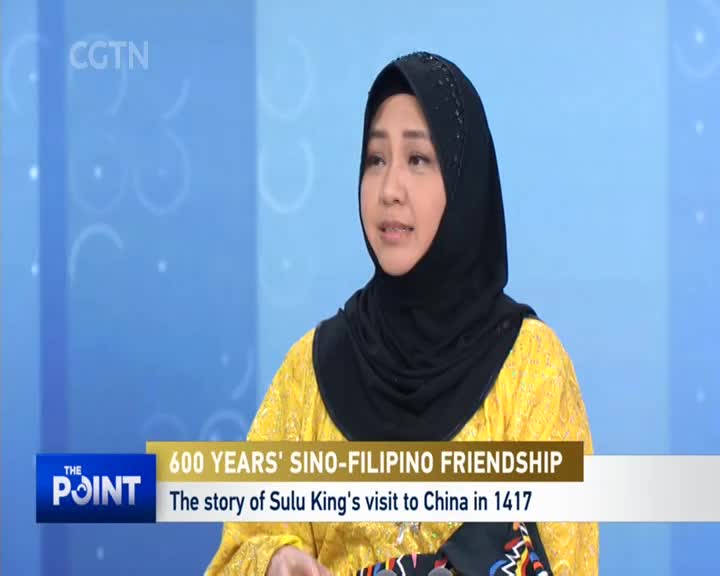 CGTN
600 YEARS' SINO-FILIPINO FRIENDSHIP
THE
POINT
The story of Sulu King's visit to China in 1417